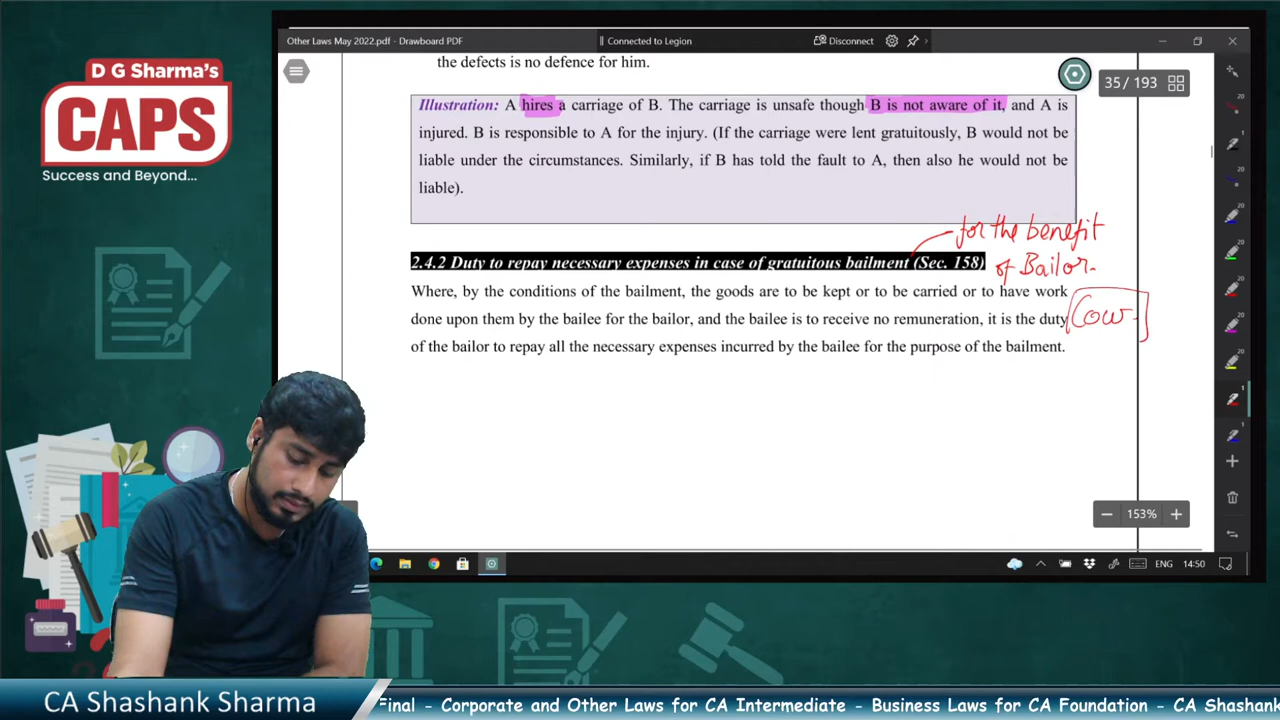 D G SHARMA's
CAPS
Success and Beyond...
Other Laws May 2022.pdf - Drawboard PDF
Connected to Legion
Disconnect
35 / 193
the defects is no defence for him.
Illustration: A hires a carriage of B. The carriage is unsafe though B is not aware of it, and A is
injured. B is responsible to A for the injury. (If the carriage were lent gratuitously, B would not be
liable under the circumstances. Similarly, if B has told the fault to A, then also he would not be
liable).
for the benefit
of Bailor.
2.4.2 Duty to repay necessary expenses in case of gratuitous bailment (Sec. 158)
Where, by the conditions of the bailment, the goods are to be kept or to be carried or to have work
done upon them by the bailee for the bailor, and the bailee is to receive no remuneration, it is the duty
Cow
of the bailor to repay all the necessary expenses incurred by the bailee for the purpose of the bailment.
20
20
20
20
20
20
20
153%
ENG
14:50
CA Shashank Sharma
Final - Corporate and Other Laws for CA Intermediate - Business Laws for CA Foundation - CA Shashank